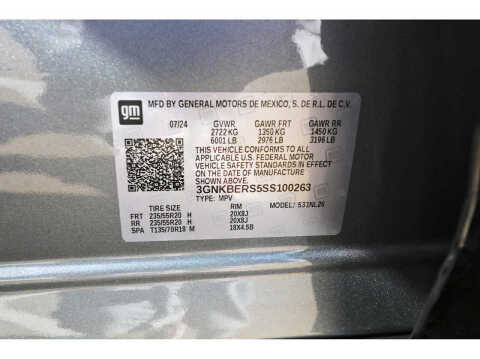 gm
MFD BY GENERAL MOTORS DE MEXICO, S. DE R.L. DE C.V.
07/24 GVWR GAWR FRT GAWR RR
2722 KG 1350 KG 1450 KG
6001 LB 2976 LB 3196 LB
THIS VEHICLE CONFORMS TO ALL APPLICABLE
U.S. FEDERAL MOTOR
VEHICLE SAFETY STANDARDS IN EFFECT ON
THE DATE OF MANUFACTURE SHOWN ABOVE.
3GNKBERS5SS100263
TYPE: MPV MODEL:
TIRE SIZE RIM
FRT 235/55R20 H 20X8J
RR 235/55R20 H 20X8J
SPA T135/70R18 M 18X4.5B